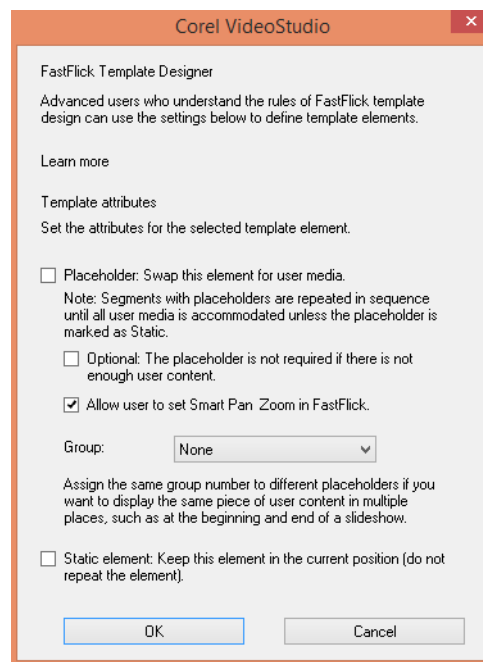 Corel VideoStudio
FastFlick Template Designer
Advanced users who understand the rules of FastFlick template
design can use the settings below to define template elements.
Learn more
Template attributes
Set the attributes for the selected template element.
Placeholder: Swap this element for user media.
Note: Segments with placeholders are repeated in sequence
until all user media is accommodated unless the placeholder is
marked as Static.
Optional: The placeholder is not required if there is not
enough user content.
Allow user to set Smart Pan Zoom in FastFlick.
Group: None
Assign the same group number to different placeholders if you
want to display the same piece of user content in multiple
places, such as at the beginning and end of a slideshow.
Static element: Keep this element in the current position (do not
repeat the element).
OK Cancel